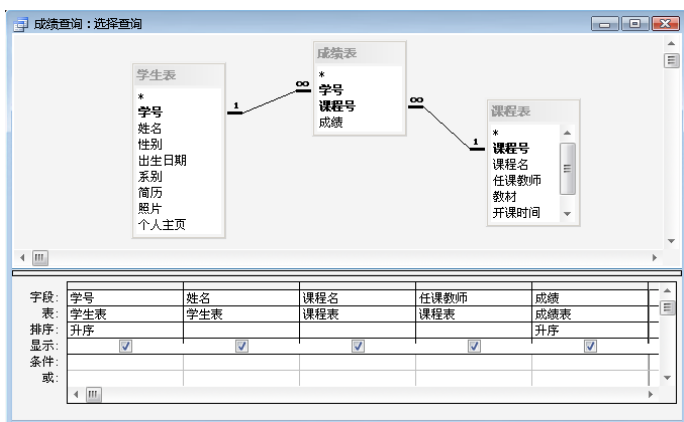 成绩查询：选择查询
学生表
*
学号
姓名
性别
出生日期
系别
简历
照片
个人主页
1
∞
成绩表
*
学号
课程号
成绩
∞
1
课程表
*
课程号
课程名
任课教师
教材
开课时间
字段: 学号 姓名 课程名 任课教师 成绩
表: 学生表 学生表 课程表 课程表 成绩表
排序: 升序 升序
显示:
条件:
或: